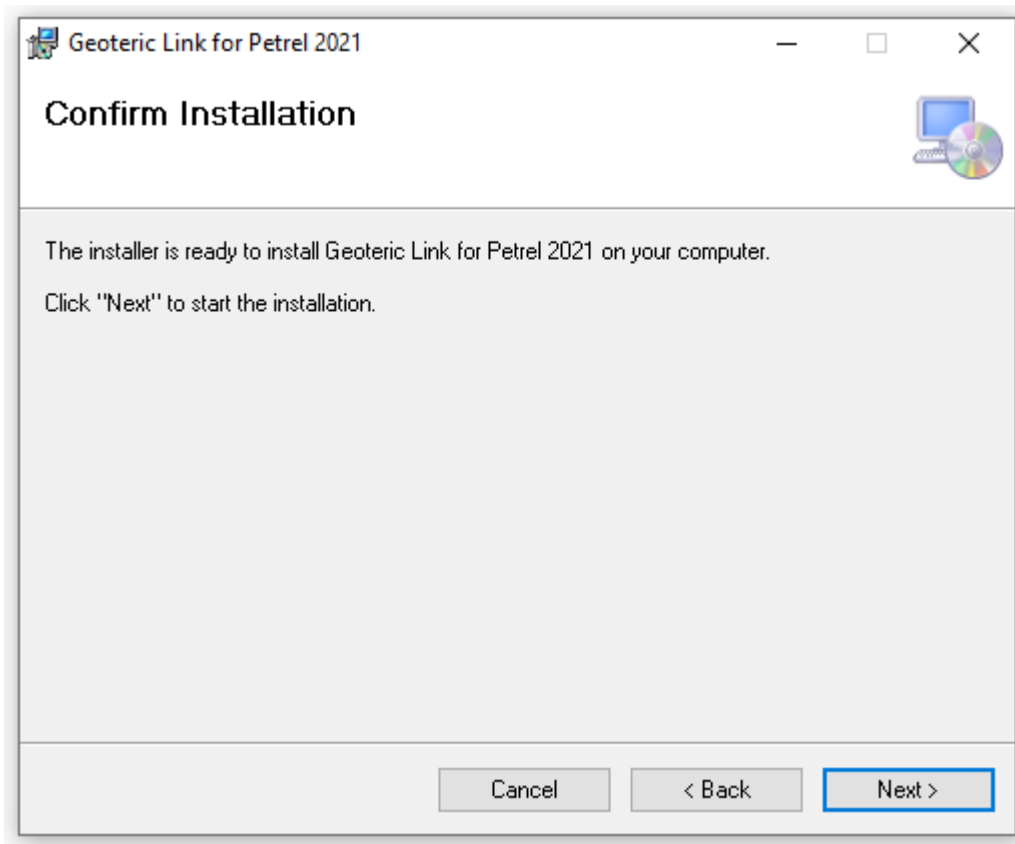 Geoteric Link for Petrel 2021
Confirm Installation
The installer is ready to install Geoteric Link for Petrel 2021 on your computer.
Click "Next" to start the installation.
Cancel
< Back
Next >